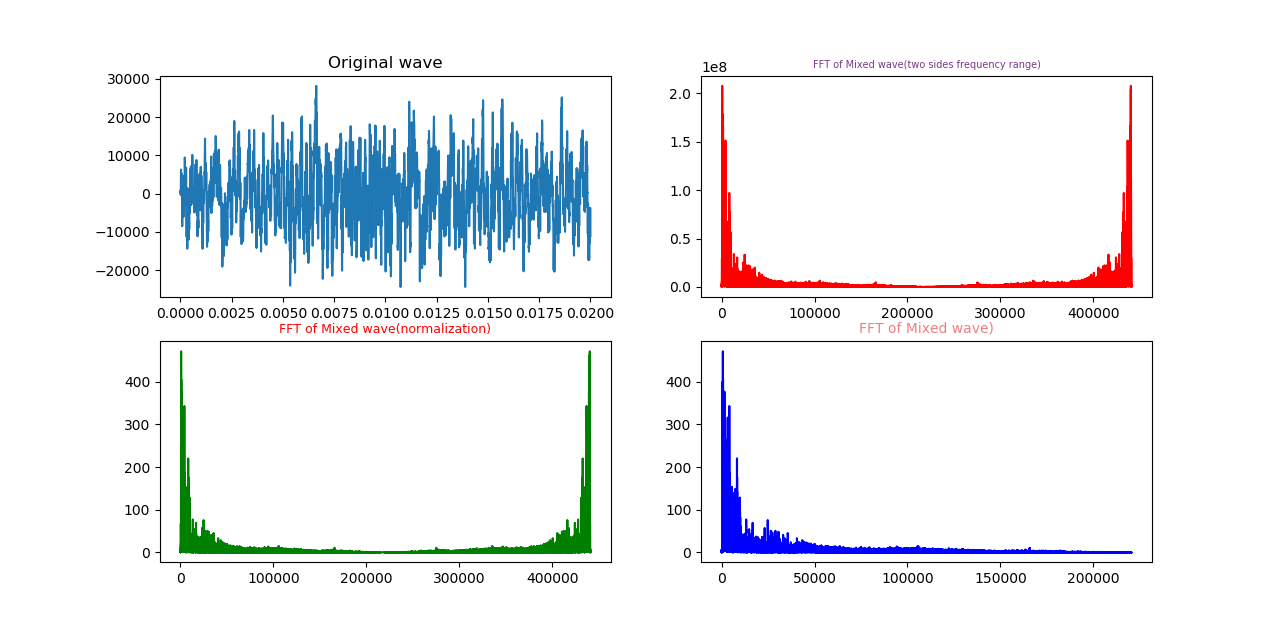 Original wave
30000
20000
10000
0
−10000
−20000
0.0000 0.0025 0.0050 0.0075 0.0100 0.0125 0.0150 0.0175 0.0200
FFT of Mixed wave(two sides frequency range)
1e8
2.0
1.5
1.0
0.5
0.0
0 100000 200000 300000 400000
FFT of Mixed wave(normalization)
400
300
200
100
0
0 100000 200000 300000 400000
FFT of Mixed wave)
400
300
200
100
0
0 50000 100000 150000 200000